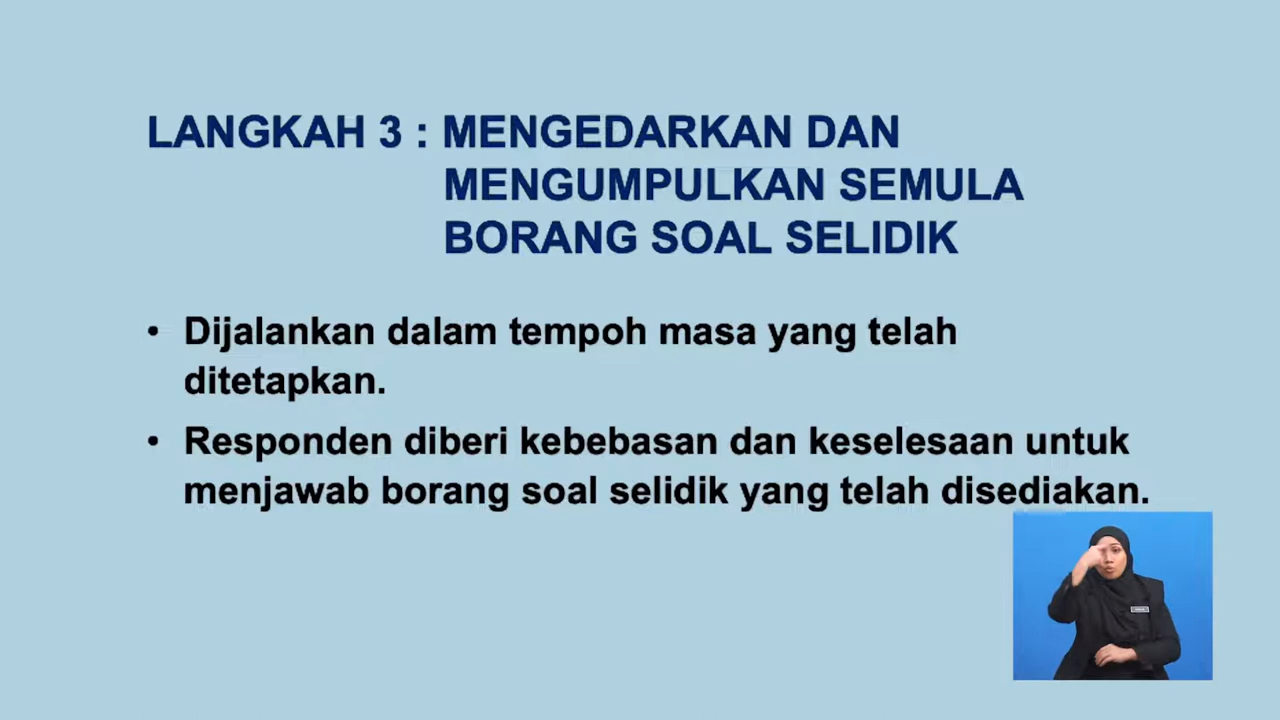 LANGKAH 3 : MENGEDARKAN DAN
MENGUMPULKAN SEMULA
BORANG SOAL SELIDIK
• Dijalankan dalam tempoh masa yang telah
ditetapkan.
• Responden diberi kebebasan dan keselesaan untuk
menjawab borang soal selidik yang telah disediakan.